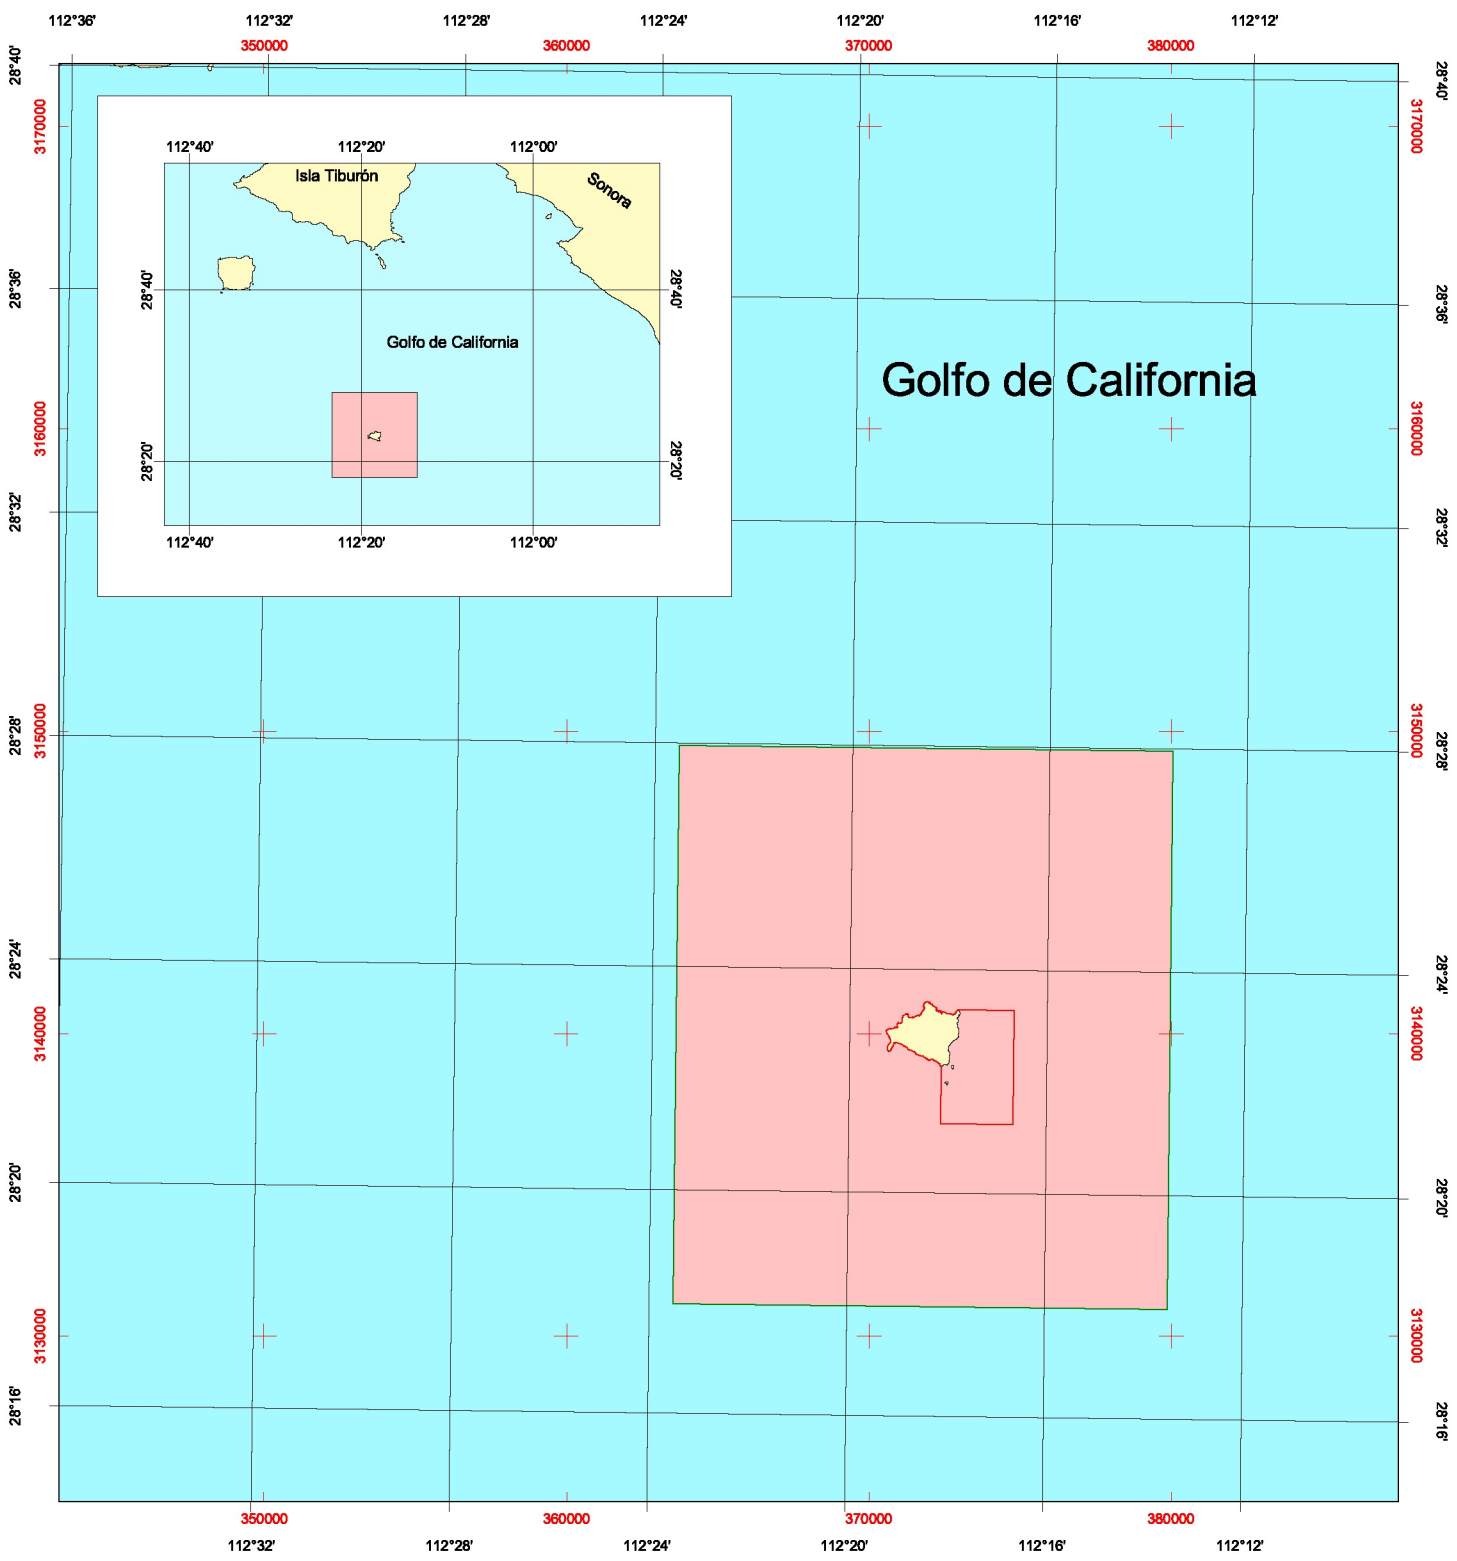 112°36' 112°32' 112°28' 112°24' 112°20' 112°16' 112°12'
350000 360000 370000 380000
28°40' 28°40'
3170000 3170000
112°40' 112°20' 112°00'
Isla Tiburón
Sonora
28°40' 28°40'
28°36' 28°36'
Golfo de California
Golfo de California
3160000 3160000
28°20' 28°20'
28°32' 28°32'
112°40' 112°20' 112°00'
3150000 3150000
28°28' 28°28'
28°24' 28°24'
3140000 3140000
28°20' 28°20'
3130000 3130000
28°16' 28°16'
350000 360000 370000 380000
112°32' 112°28' 112°24' 112°20' 112°16' 112°12'